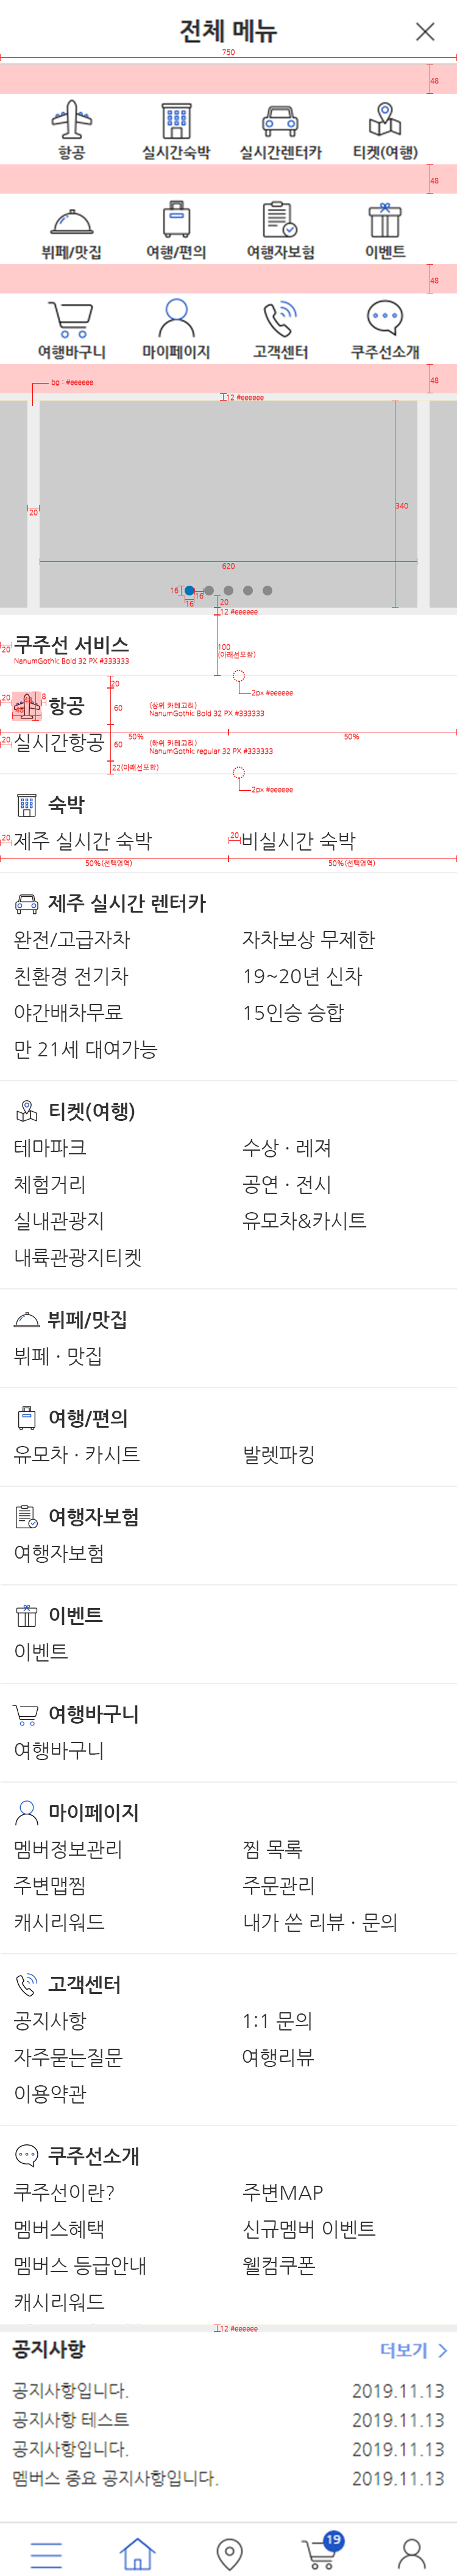 전체 메뉴
750
48
항공 실시간숙박 실시간렌터카 티켓(여행)
48
뷔페/맛집 여행/편의 여행자보험 이벤트
48
여행바구니 마이페이지 고객센터 쿠주선소개
48
bg : #eeeeee
12 #eeeeee
340
20
620
16
16
16
20
12 #eeeeee
쿠주선 서비스
20
100
(아래선포함)
NanumGothic Bold 32 PX #333333
20
2px #eeeeee
20
8
항공
60
(상위 카테고리)
NanumGothic Bold 32 PX #333333
50%
50%
20
실시간항공
60
(하위 카테고리)
NanumGothic regular 32 PX #333333
22(아래선포함)
2px #eeeeee
숙박
20
제주 실시간 숙박
20
비실시간 숙박
50%(선택영역)
50%(선택영역)
제주 실시간 렌터카
완전/고급자차 자차보상 무제한
친환경 전기차 19~20년 신차
야간배차무료 15인승 승합
만 21세 대여가능
티켓(여행)
테마파크 수상 · 레져
체험거리 공연 · 전시
실내관광지 유모차&카시트
내륙관광지티켓
뷔페/맛집
뷔페 · 맛집
여행/편의
유모차 · 카시트 발렛파킹
여행자보험
여행자보험
이벤트
이벤트
여행바구니
여행바구니
마이페이지
멤버정보관리 찜 목록
주변맵찜 주문관리
캐시리워드 내가 쓴 리뷰 · 문의
고객센터
공지사항 1:1 문의
자주묻는질문 여행리뷰
이용약관
쿠주선소개
쿠주선이란? 주변MAP
멤버스혜택 신규멤버 이벤트
멤버스 등급안내 웰컴쿠폰
캐시리워드
12 #eeeeee
공지사항 더보기
공지사항입니다. 2019.11.13
공지사항 테스트 2019.11.13
공지사항입니다. 2019.11.13
멤버스 중요 공지사항입니다. 2019.11.13
19